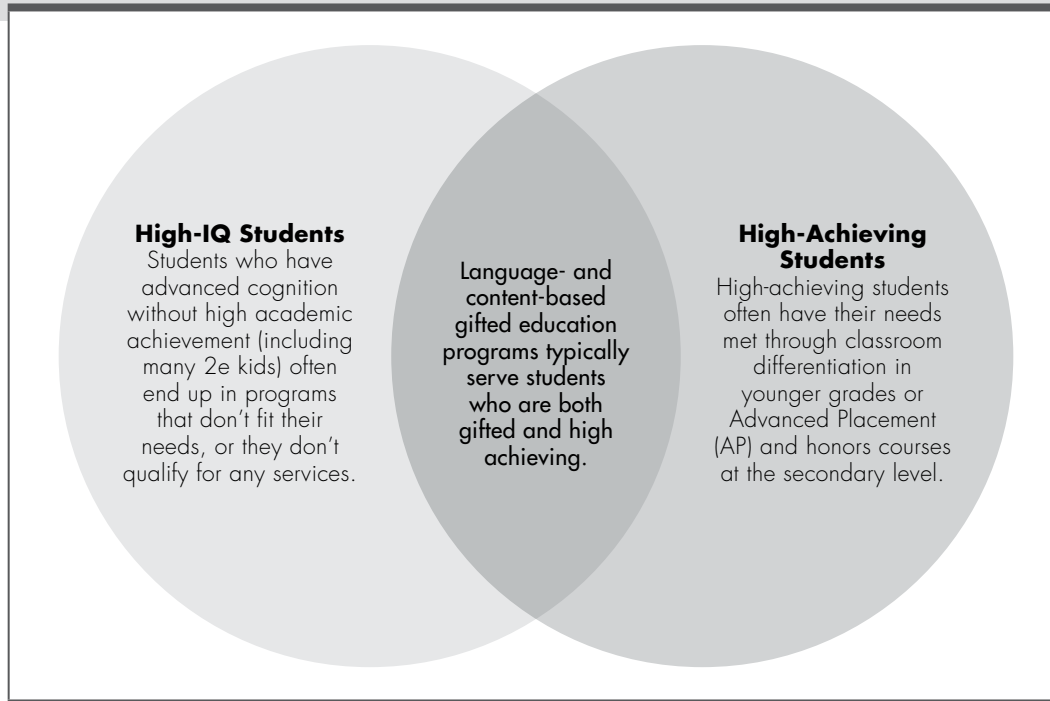 High-IQ Students
Students who have
advanced cognition
without high academic
achievement (including
many 2e kids) often
end up in programs
that don’t fit their
needs, or they don’t
qualify for any services.
Language- and
content-based
gifted education
programs typically
serve students
who are both
gifted and high
achieving.
High-Achieving
Students
High-achieving students
often have their needs
met through classroom
differentiation in
younger grades or
Advanced Placement
(AP) and honors courses
at the secondary level.